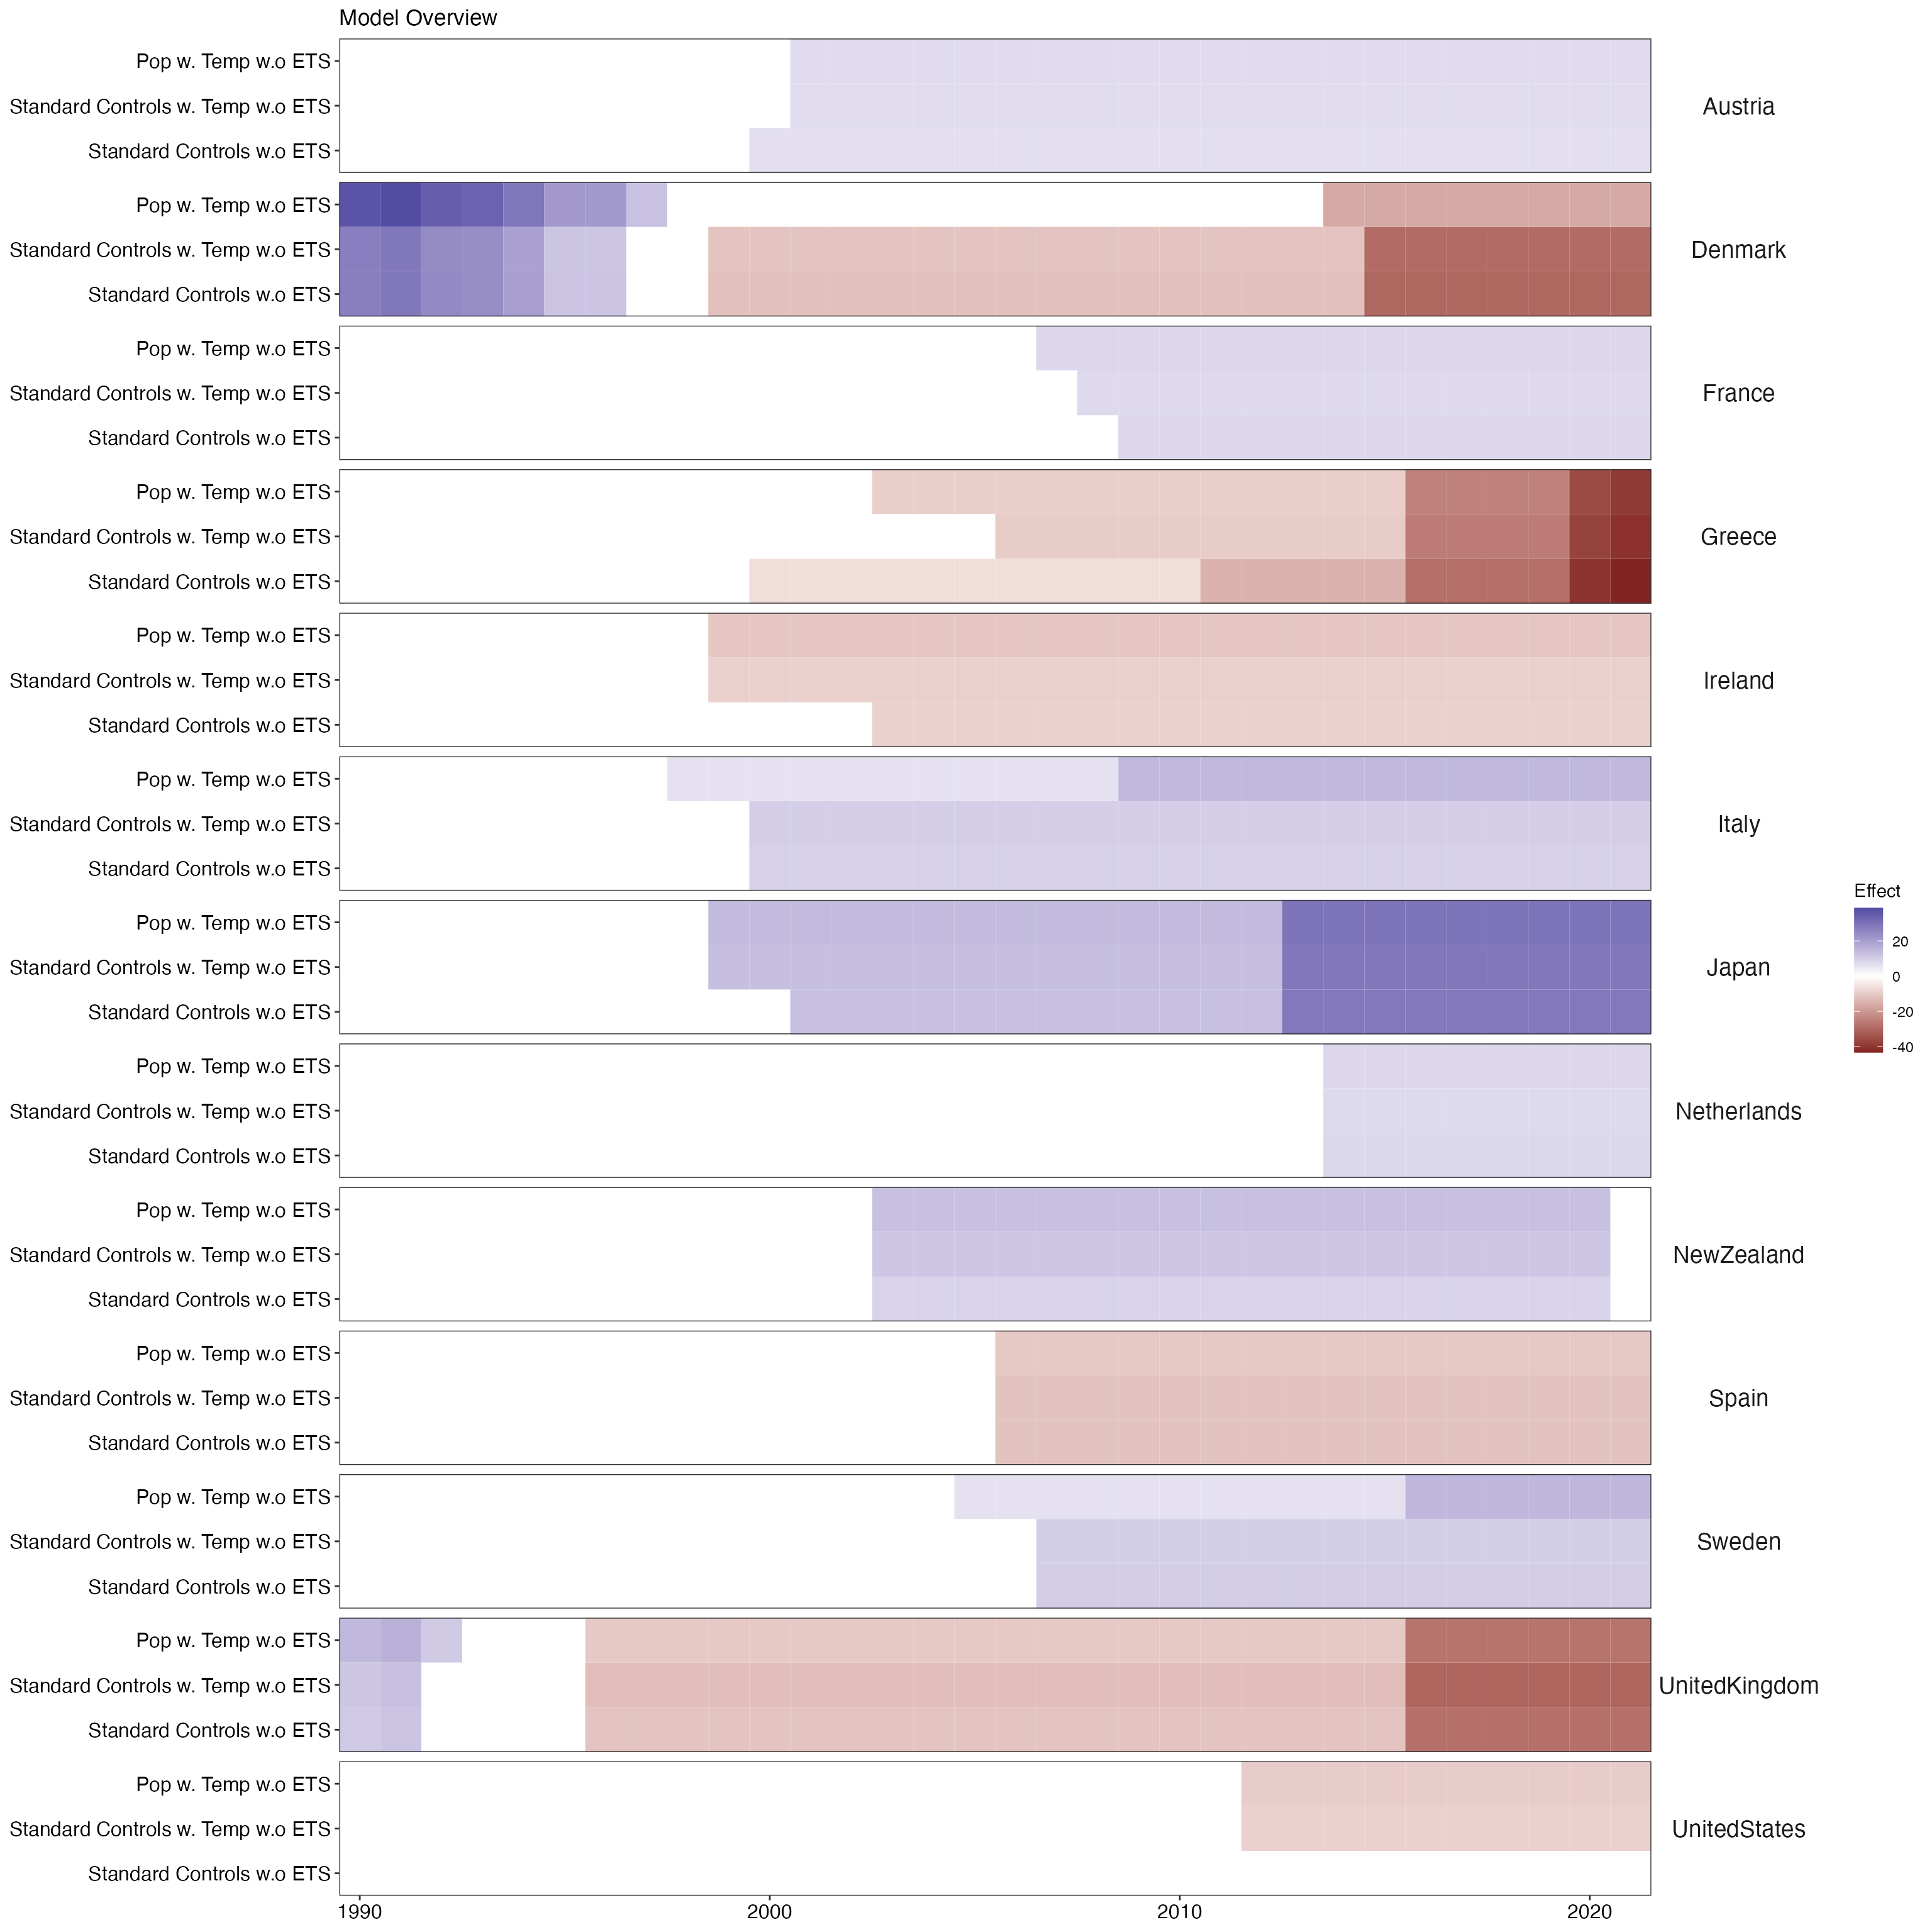 Model Overview
Pop w. Temp w.o ETS
Standard Controls w. Temp w.o ETS
Standard Controls w.o ETS
Austria
Pop w. Temp w.o ETS
Standard Controls w. Temp w.o ETS
Standard Controls w.o ETS
Denmark
Pop w. Temp w.o ETS
Standard Controls w. Temp w.o ETS
Standard Controls w.o ETS
France
Pop w. Temp w.o ETS
Standard Controls w. Temp w.o ETS
Standard Controls w.o ETS
Greece
Pop w. Temp w.o ETS
Standard Controls w. Temp w.o ETS
Standard Controls w.o ETS
Ireland
Pop w. Temp w.o ETS
Standard Controls w. Temp w.o ETS
Standard Controls w.o ETS
Italy
Pop w. Temp w.o ETS
Standard Controls w. Temp w.o ETS
Standard Controls w.o ETS
Japan
Pop w. Temp w.o ETS
Standard Controls w. Temp w.o ETS
Standard Controls w.o ETS
Netherlands
Pop w. Temp w.o ETS
Standard Controls w. Temp w.o ETS
Standard Controls w.o ETS
NewZealand
Pop w. Temp w.o ETS
Standard Controls w. Temp w.o ETS
Standard Controls w.o ETS
Spain
Pop w. Temp w.o ETS
Standard Controls w. Temp w.o ETS
Standard Controls w.o ETS
Sweden
Pop w. Temp w.o ETS
Standard Controls w. Temp w.o ETS
Standard Controls w.o ETS
UnitedKingdom
Pop w. Temp w.o ETS
Standard Controls w. Temp w.o ETS
Standard Controls w.o ETS
UnitedStates
1990 2000 2010 2020
Effect
20
0
-20
-40